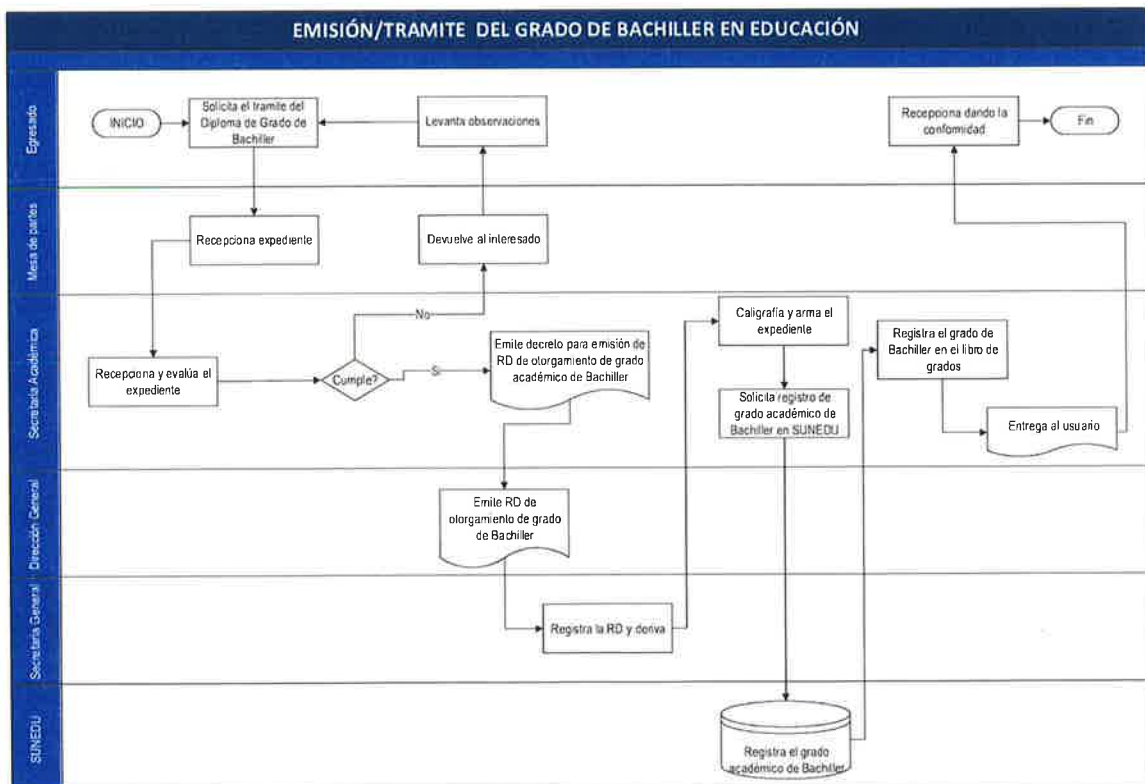 EMISIÓN/TRAMITE DEL GRADO DE BACHILLER EN EDUCACIÓN
Egresado
INICIO
Solicita el tramite del
Diploma de Grado de
Bachiller
Levanta observaciones
Recepciona dando la
conformidad
Fin
Mesa de partes
Recepciona expediente
Devuelve al interesado
Secretaría Académica
Recepciona y evalúa el
expediente
Cumple?
No
Si
Emite decreto para emisión de
RD de otorgamiento de grado
académico de Bachiller
Caligrafía y arma el
expediente
Solicita registro de
grado académico de
Bachiller en SUNEDU
Registra el grado de
Bachiller en el libro de
grados
Entrega al usuario
Dirección General
Emite RD de
otorgamiento de grado
de Bachiller
Secretaría General
Registra la RD y deriva
SUNEDU
Registra el grado
académico de Bachiller